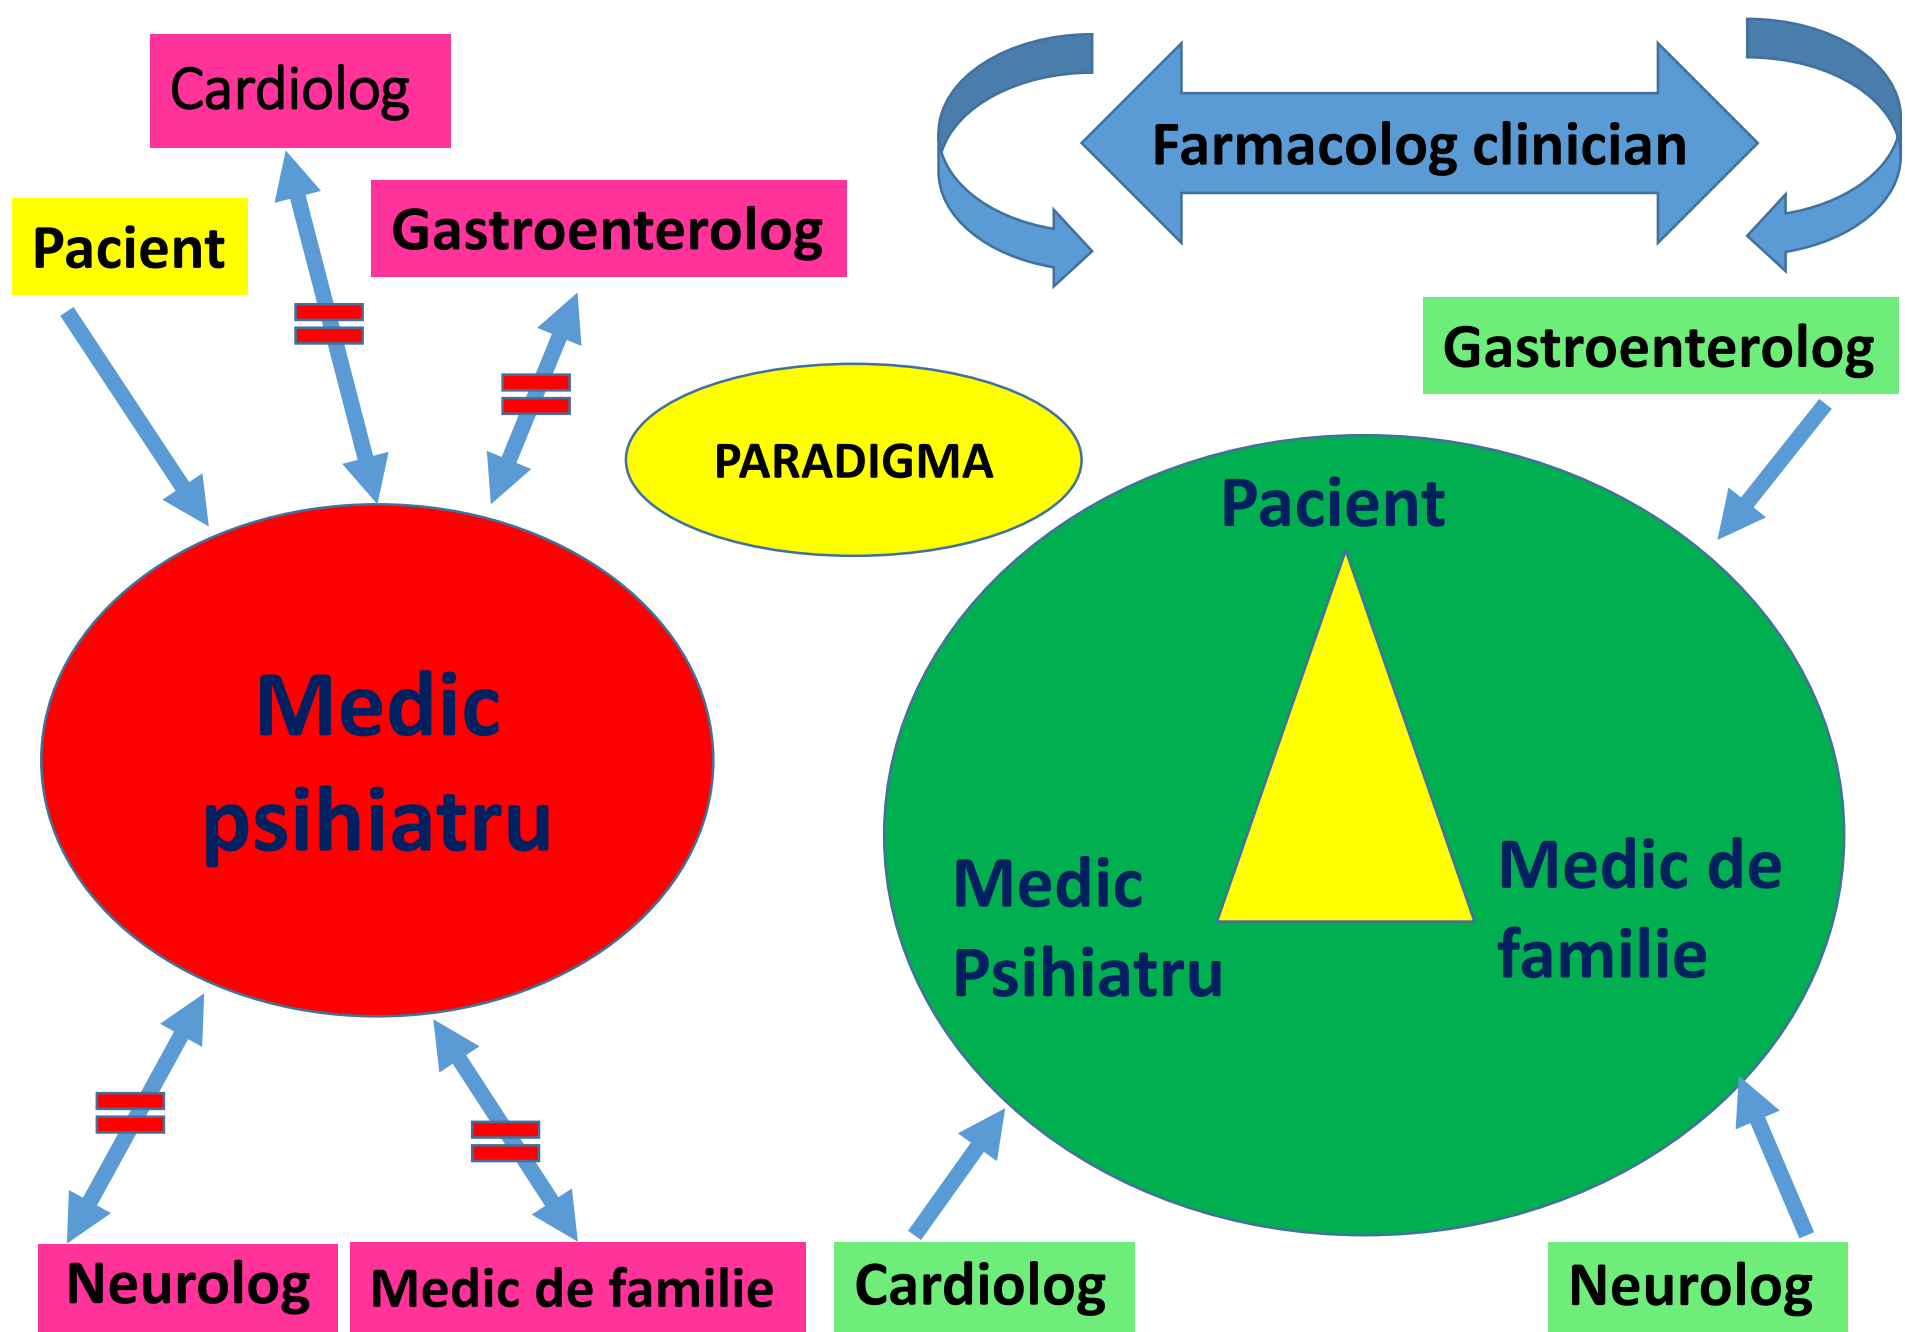 Cardiolog
Pacient
Gastroenterolog
PARADIGMA
Medic
psihiatru
Neurolog
Medic de familie
Farmacolog clinician
Gastroenterolog
Pacient
Medic
Psihiatru
Medic de
familie
Cardiolog
Neurolog